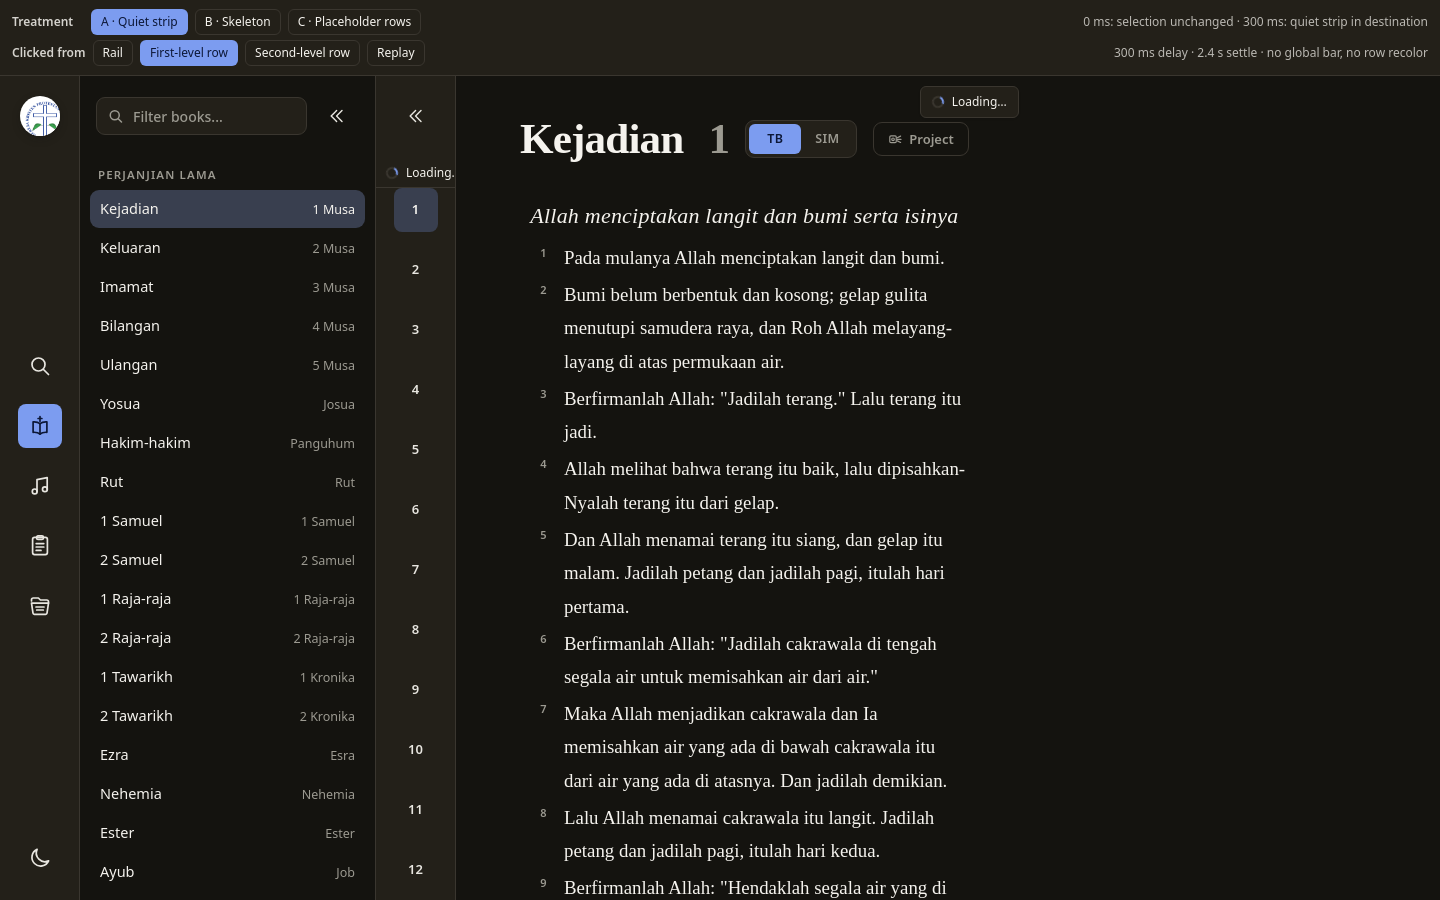 Treatment
A · Quiet strip
B · Skeleton
C · Placeholder rows
0 ms: selection unchanged · 300 ms: quiet strip in destination
Clicked from
Rail
First-level row
Second-level row
Replay
300 ms delay · 2.4 s settle · no global bar, no row recolor
Filter books...
PERJANJIAN LAMA
Kejadian 1 Musa
Keluaran 2 Musa
Imamat 3 Musa
Bilangan 4 Musa
Ulangan 5 Musa
Yosua Josua
Hakim-hakim Panguhum
Rut Rut
1 Samuel 1 Samuel
2 Samuel 2 Samuel
1 Raja-raja 1 Raja-raja
2 Raja-raja 2 Raja-raja
1 Tawarikh 1 Kronika
2 Tawarikh 2 Kronika
Ezra Esra
Nehemia Nehemia
Ester Ester
Ayub Job
Loading.
1
2
3
4
5
6
7
8
9
10
11
12
Loading...
Kejadian 1
TB
SIM
Project
Allah menciptakan langit dan bumi serta isinya
1 Pada mulanya Allah menciptakan langit dan bumi.
2 Bumi belum berbentuk dan kosong; gelap gulita
menutupi samudera raya, dan Roh Allah melayang-
layang di atas permukaan air.
3 Berfirmanlah Allah: "Jadilah terang." Lalu terang itu
jadi.
4 Allah melihat bahwa terang itu baik, lalu dipisahkan-
Nyalah terang itu dari gelap.
5 Dan Allah menamai terang itu siang, dan gelap itu
malam. Jadilah petang dan jadilah pagi, itulah hari
pertama.
6 Berfirmanlah Allah: "Jadilah cakrawala di tengah
segala air untuk memisahkan air dari air."
7 Maka Allah menjadikan cakrawala dan Ia
memisahkan air yang ada di bawah cakrawala itu
dari air yang ada di atasnya. Dan jadilah demikian.
8 Lalu Allah menamai cakrawala itu langit. Jadilah
petang dan jadilah pagi, itulah hari kedua.
9 Berfirmanlah Allah: "Hendaklah segala air yang di